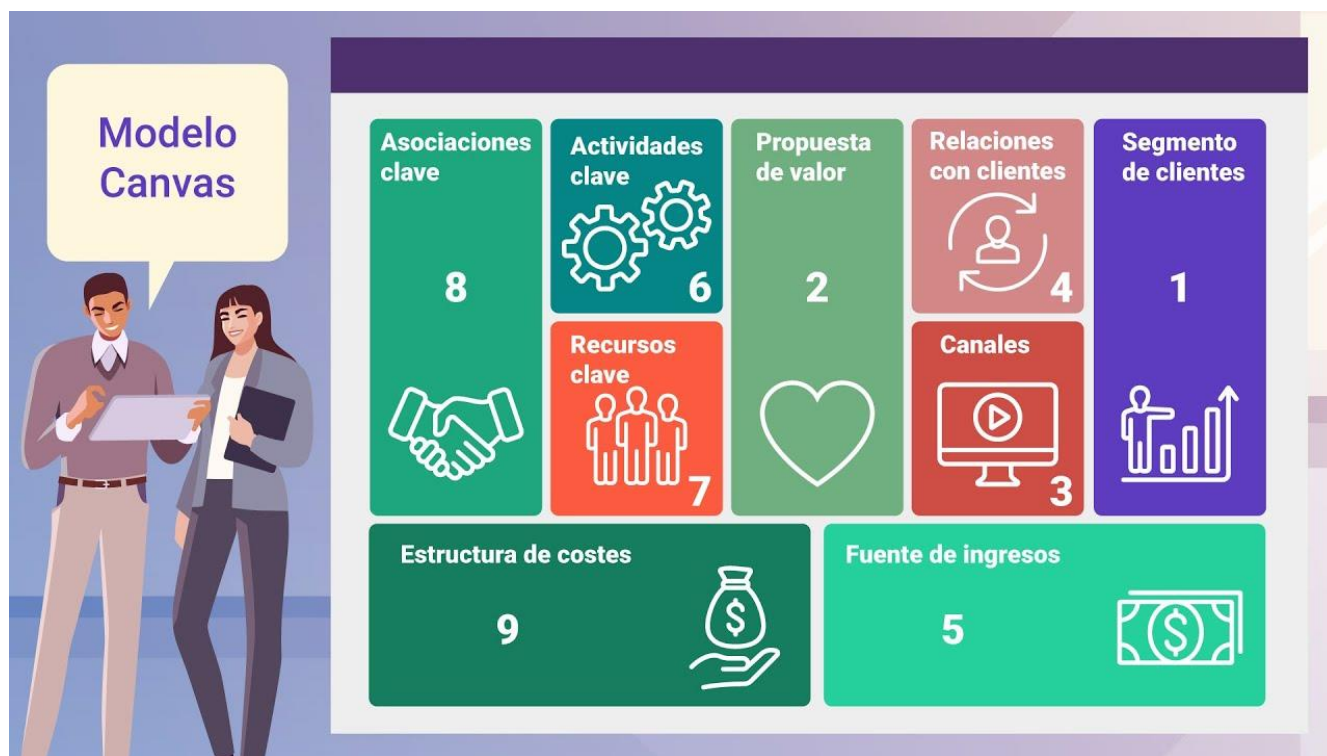 Modelo
Canvas
Asociaciones
clave
8
Actividades
clave
6
Recursos
clave
7
Propuesta
de valor
2
Relaciones
con clientes
4
Canales
3
Segmento
de clientes
1
Estructura de costes
9
$
Fuente de ingresos
5
$